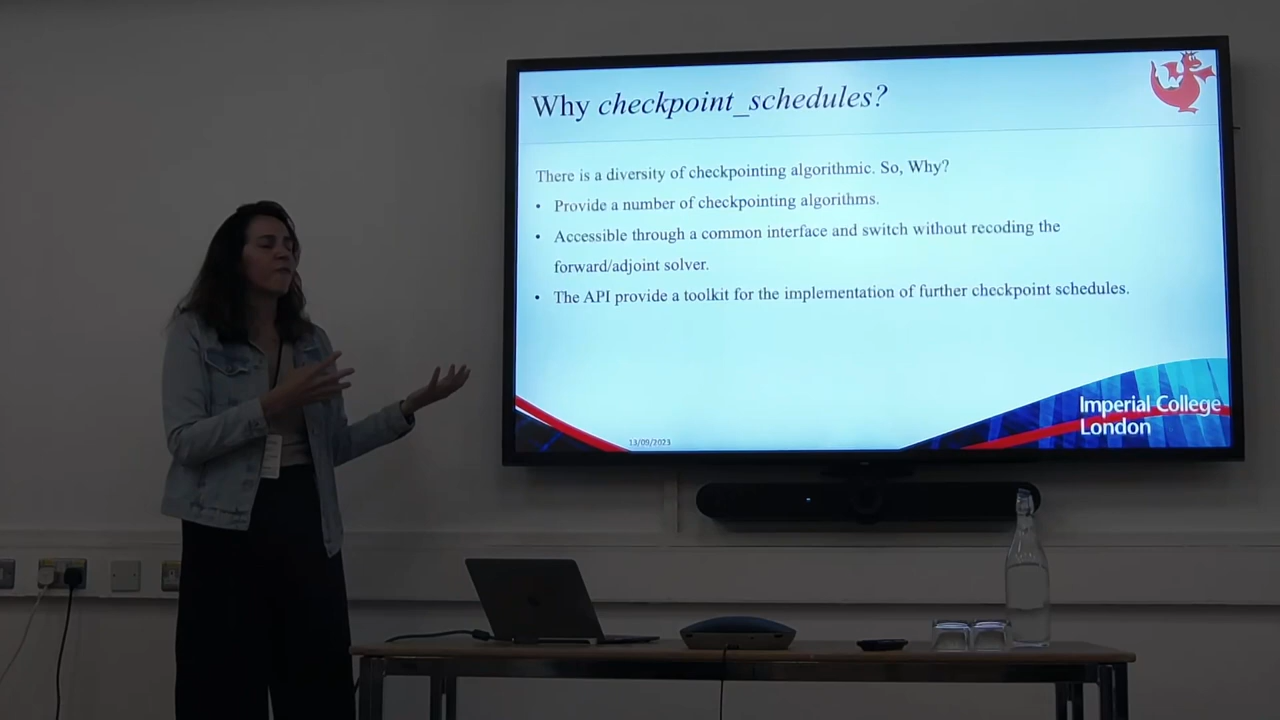 Why checkpoint_schedules?
There is a diversity of checkpointing algorithmic. So, Why?
• Provide a number of checkpointing algorithms.
• Accessible through a common interface and switch without recoding the
forward/adjoint solver.
• The API provide a toolkit for the implementation of further checkpoint schedules.
13/09/2023
Imperial College
London